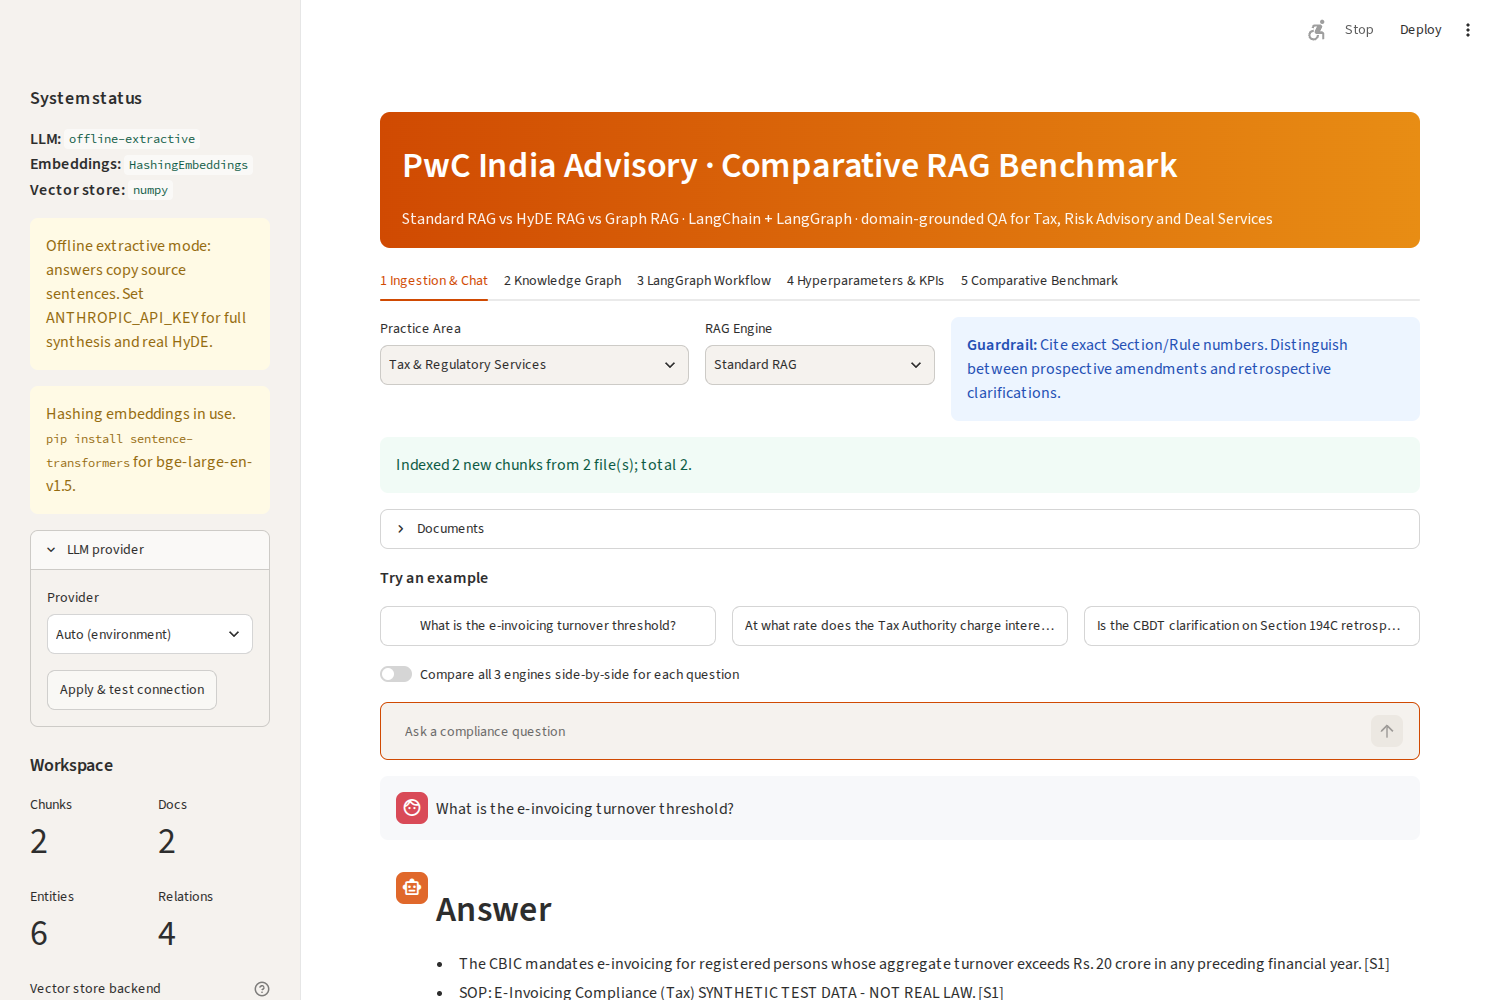 Stop
Deploy
System status
LLM: offline-extractive
Embeddings: HashingEmbeddings
Vector store: numpy
Offline extractive mode:
answers copy source
sentences. Set
ANTHROPIC_API_KEY for full
synthesis and real HyDE.
Hashing embeddings in use.
pip install sentence-
transformers for bge-large-en-
v1.5.
LLM provider
Provider
Auto (environment)
Apply & test connection
Workspace
Chunks
Docs
2
2
Entities
Relations
6
4
Vector store backend
PwC India Advisory · Comparative RAG Benchmark
Standard RAG vs HyDE RAG vs Graph RAG · LangChain + LangGraph · domain-grounded QA for Tax, Risk Advisory and Deal Services
1 Ingestion & Chat
2 Knowledge Graph
3 LangGraph Workflow
4 Hyperparameters & KPIs
5 Comparative Benchmark
Practice Area
RAG Engine
Tax & Regulatory Services
Standard RAG
Guardrail: Cite exact Section/Rule numbers. Distinguish
between prospective amendments and retrospective
clarifications.
Indexed 2 new chunks from 2 file(s); total 2.
Documents
Try an example
What is the e-invoicing turnover threshold?
At what rate does the Tax Authority charge intere…
Is the CBDT clarification on Section 194C retrosp…
Compare all 3 engines side-by-side for each question
Ask a compliance question
What is the e-invoicing turnover threshold?
Answer
• The CBIC mandates e-invoicing for registered persons whose aggregate turnover exceeds Rs. 20 crore in any preceding financial year. [S1]
• SOP: E-Invoicing Compliance (Tax) SYNTHETIC TEST DATA - NOT REAL LAW. [S1]